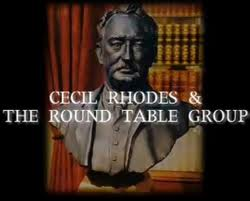 CECIL RHODES &
THE ROUND TABLE GROUP